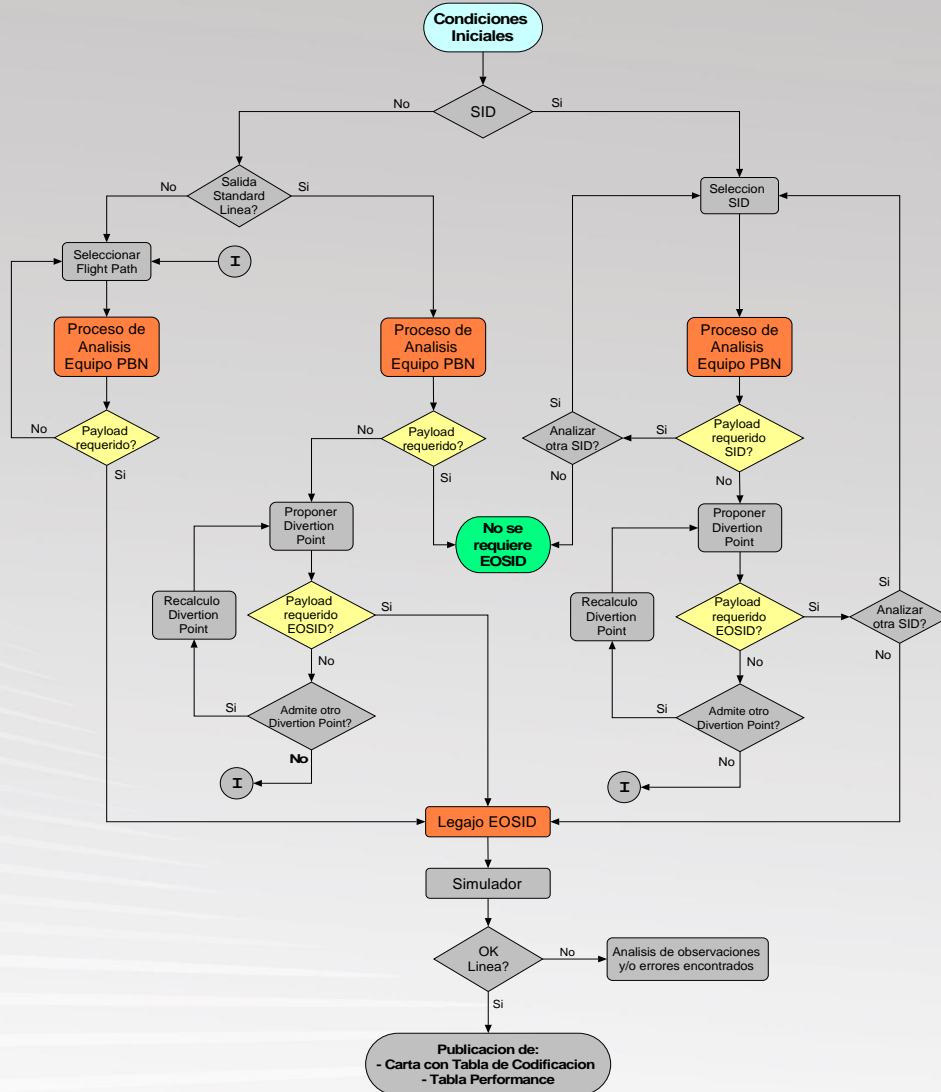 Condiciones
Iniciales
No
Si
SID
Salida
Standard
Linea?
No
Si
Seleccion
SID
Seleccionar
Flight Path
I
Proceso de
Analisis
Equipo PBN
Proceso de
Analisis
Equipo PBN
Proceso de
Analisis
Equipo PBN
No
Payload
requerido?
Si
No
Payload
requerido?
Si
Si
Analizar
otra SID?
No
Si
Payload
requerido
SID?
No
Proponer
Divertion
Point
No se
requiere
EOSID
Proponer
Divertion
Point
Recalculo
Divertion
Point
Payload
requerido
EOSID?
Si
No
Recalculo
Divertion
Point
Payload
requerido
EOSID?
Si
No
Si
Analizar
otra SID?
No
Si
Admite otro
Divertion Point?
No
I
Si
Admite otro
Divertion Point?
No
I
Legajo EOSID
Simulador
OK
Linea?
No
Analisis de observaciones
y/o errores encontrados
Si
Publicacion de:
- Carta con Tabla de Codificacion
- Tabla Performance